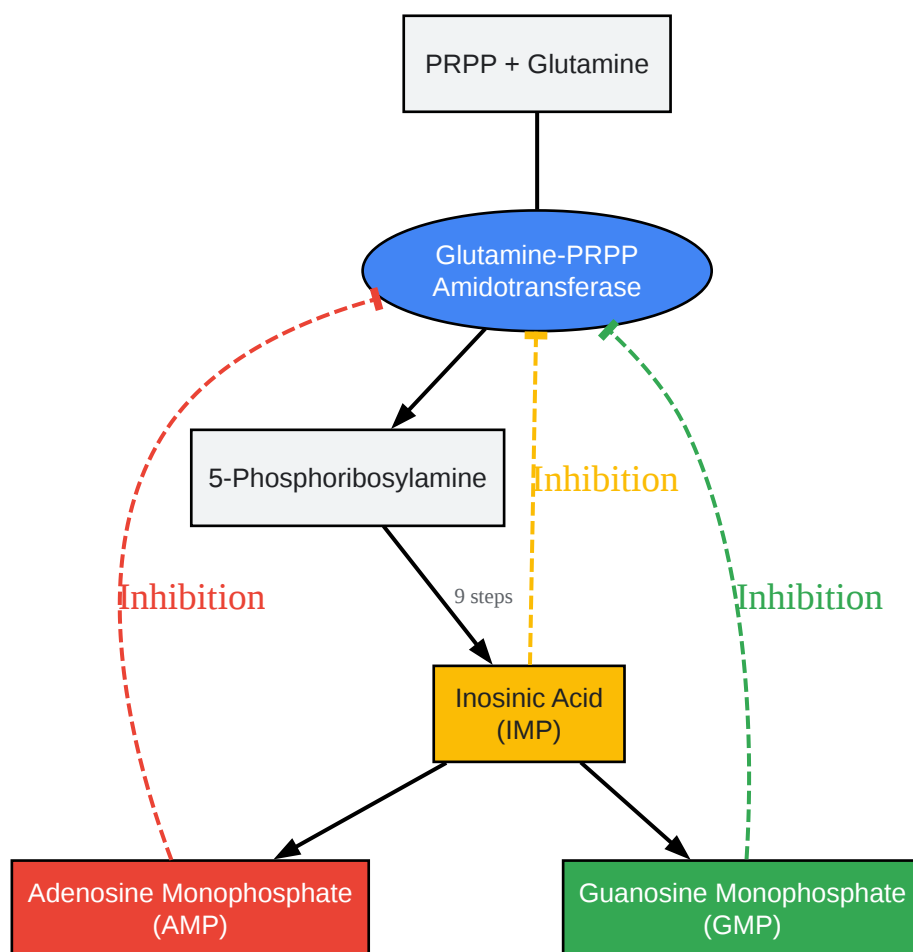 PRPP + Glutamine
Glutamine-PRPP
Amidotransferase
5-Phosphoribosylamine
Inhibition
Inhibition
9 steps
Inhibition
Inosinic Acid
(IMP)
Adenosine Monophosphate
(AMP)
Guanosine Monophosphate
(GMP)